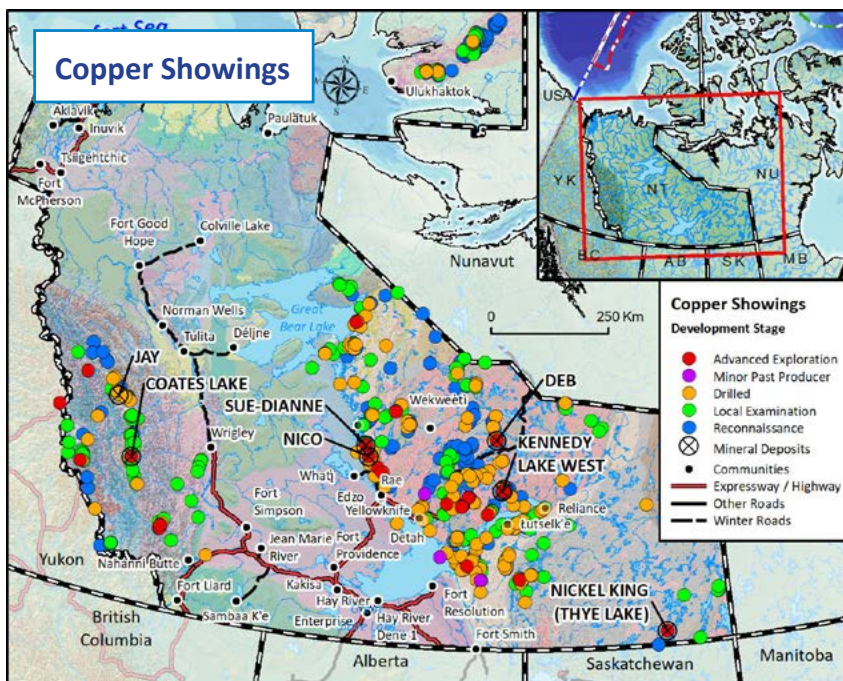 fort Sea
Copper Showings
Aklavik
Inuvik
Tsiigehtchic
Fort
McPherson
Paulatuk
Ulukhaktok
USA
YK
NT
NU
BC
AB
SK
MB
Fort Good
Hope
Colville Lake
Nunavut
Norman Wells
Great
Bear Lake
Tulita
Déljne
0
250 Km
JAY
COATES LAKE
SUE-DIANNE
NICO
DEB
KENNEDY
LAKE WEST
Wekweeti
Wrigley
Whatì
Rae
Edzo
Yellowknife
Detah
Reliance
Łutselk'e
Fort
Simpson
Jean Marie
River
Fort
Providence
Nahanni Butte
Yukon
Kakisa
Fort Liard
Sambaa K'e
Hay River
Enterprise
Hay River
Dene 1
Fort
Resolution
Fort Smith
NICKEL KING
(THYE LAKE)
British
Columbia
Alberta
Saskatchewan
Manitoba
Copper Showings
Development Stage
Advanced Exploration
Minor Past Producer
Drilled
Local Examination
Reconnaissance
Mineral Deposits
Communities
Expressway / Highway
Other Roads
Winter Roads